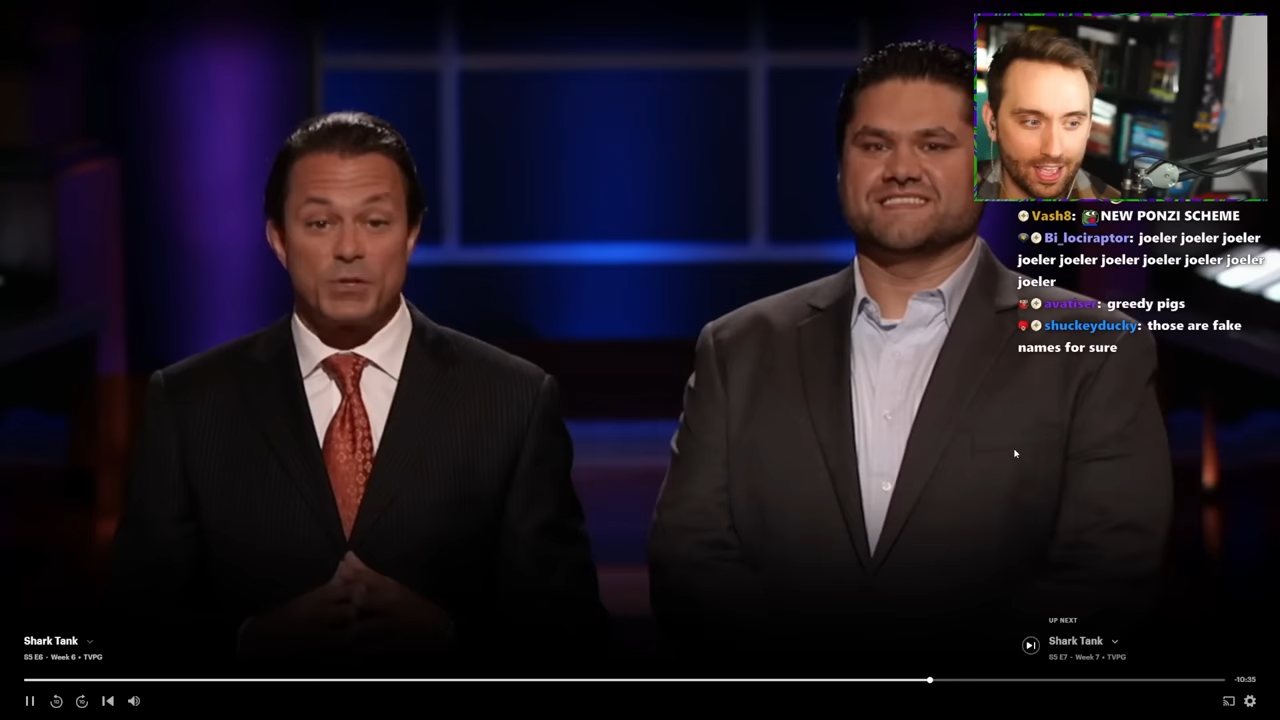 Vash8: NEW PONZI SCHEME
Bi_lociraptor: joeler joeler joeler
joeler joeler joeler joeler joeler joeler
joeler
avatiser: greedy pigs
shuckeyducky: those are fake
names for sure
UP NEXT
Shark Tank
S5 E6 - Week 6 • TVPG
Shark Tank
S5 E7 - Week 7 • TVPG
-10:35
10
10